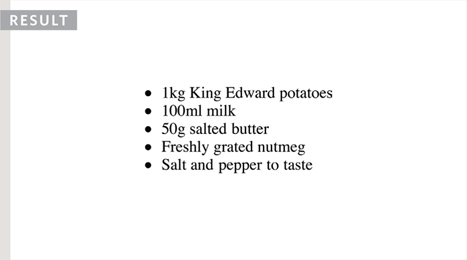 RESULT
• 1kg King Edward potatoes
• 100ml milk
• 50g salted butter
• Freshly grated nutmeg
• Salt and pepper to taste